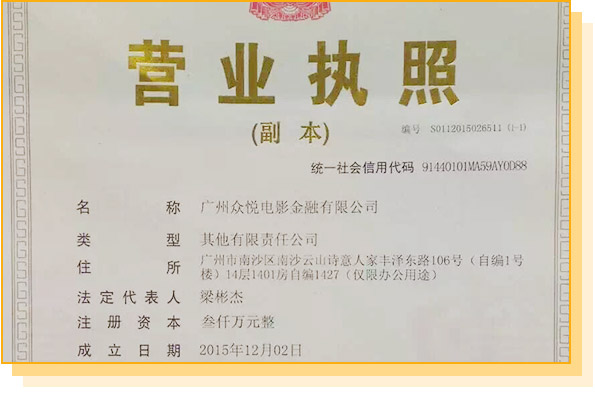 营业执照
(副本)
编号 S0112015026511 (1-1)
统一社会信用代码 91440101MA59AY0D88
名称 广州众悦电影金融有限公司
类型 其他有限责任公司
住所 广州市南沙区南沙云山诗意人家丰泽东路106号（自编1号
楼）14层1401房自编1427（仅限办公用途）
法定代表人 梁彬杰
注册资本 叁仟万元整
成立日期 2015年12月02日